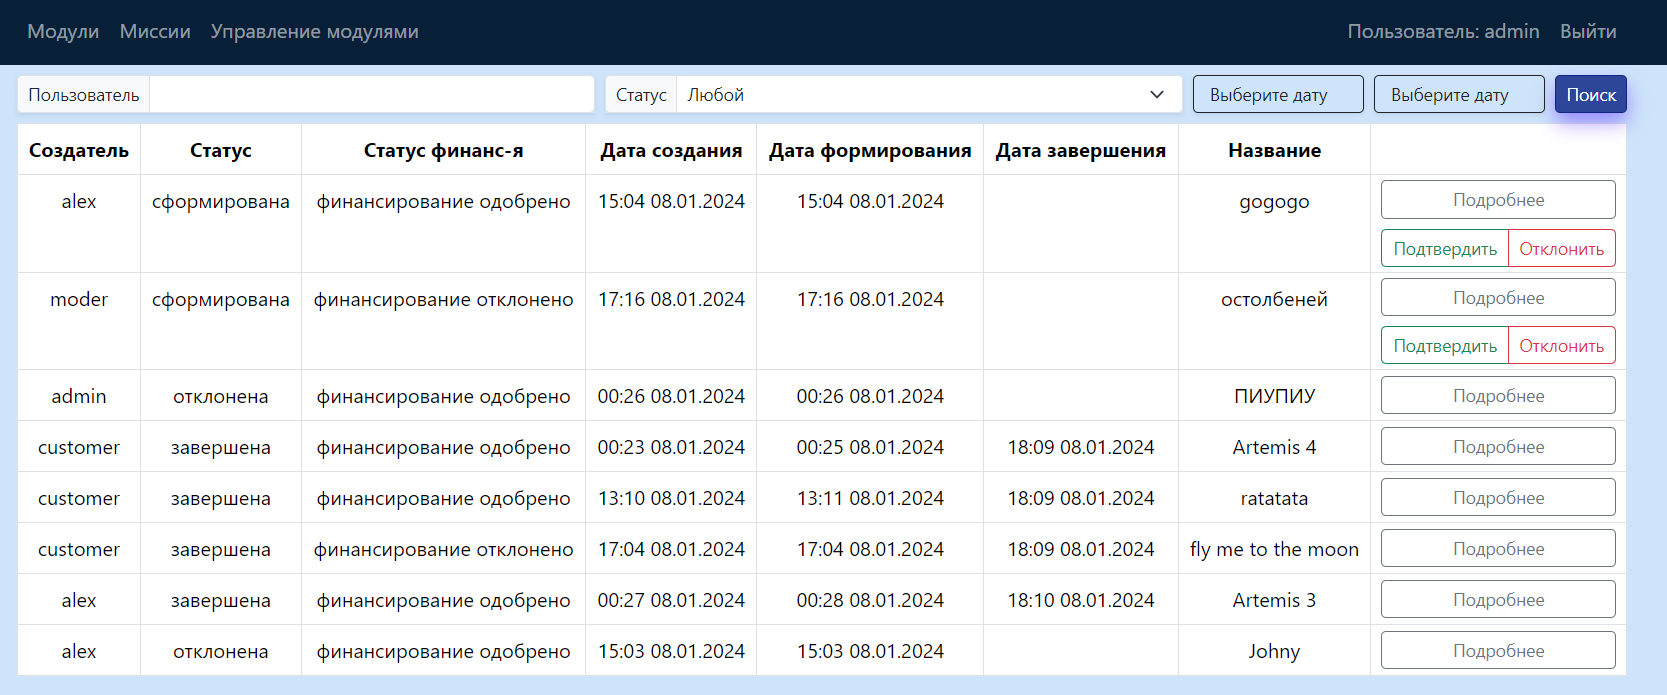 Модули Миссии Управление модулями Пользователь: admin Выйти
Пользователь Статус Любой Выберите дату Выберите дату Поиск
Создатель Статус Статус финанс-я Дата создания Дата формирования Дата завершения Название
alex сформирована финансирование одобрено 15:04 08.01.2024 15:04 08.01.2024 gogogo Подробнее
Подтвердить Отклонить
moder сформирована финансирование отклонено 17:16 08.01.2024 17:16 08.01.2024 остолбеней Подробнее
Подтвердить Отклонить
admin отклонена финансирование одобрено 00:26 08.01.2024 00:26 08.01.2024 ПИУПИУ Подробнее
customer завершена финансирование одобрено 00:23 08.01.2024 00:25 08.01.2024 18:09 08.01.2024 Artemis 4 Подробнее
customer завершена финансирование одобрено 13:10 08.01.2024 13:11 08.01.2024 18:09 08.01.2024 ratatata Подробнее
customer завершена финансирование отклонено 17:04 08.01.2024 17:04 08.01.2024 18:09 08.01.2024 fly me to the moon Подробнее
alex завершена финансирование одобрено 00:27 08.01.2024 00:28 08.01.2024 18:10 08.01.2024 Artemis 3 Подробнее
alex отклонена финансирование одобрено 15:03 08.01.2024 15:03 08.01.2024 Johny Подробнее